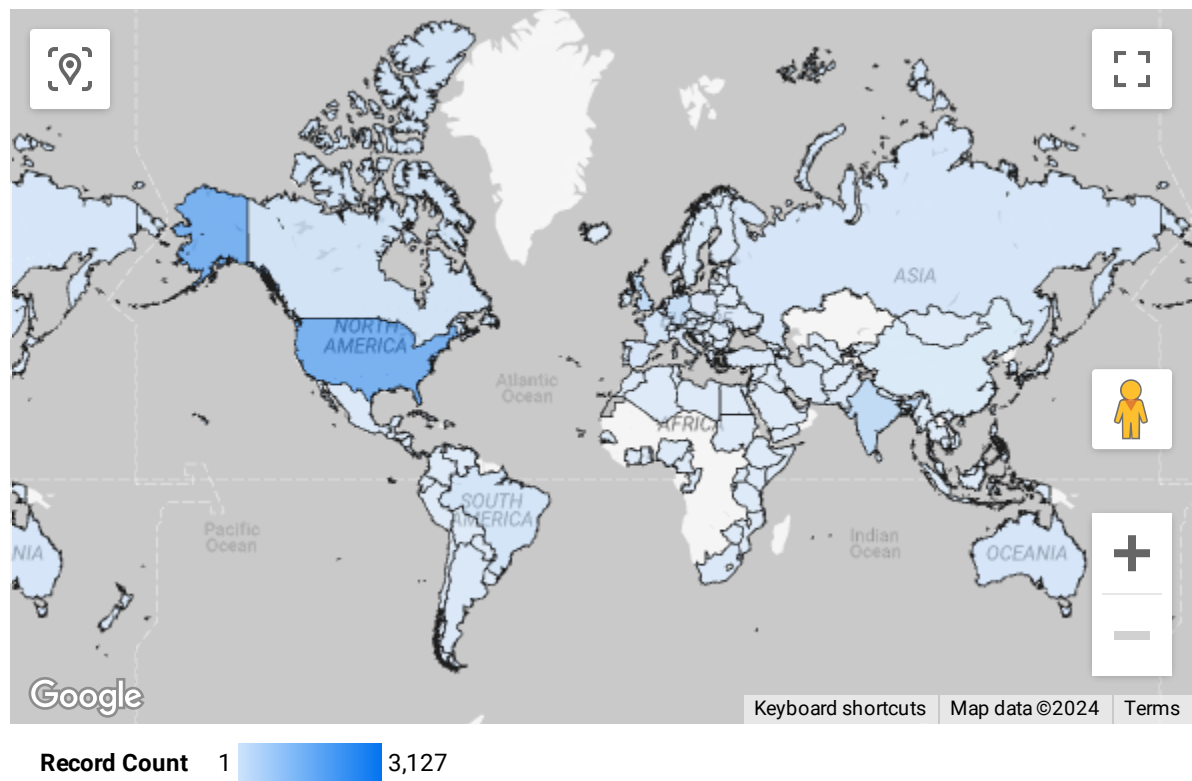 ASIA
NORTH
AMERICA
Atlantic
Ocean
AFRICA
SOUTH
AMERICA
Pacific
Ocean
Indian
Ocean
NIA
OCEANIA
Google
Keyboard shortcuts
Map data ©2024
Terms
Record Count 1 3,127